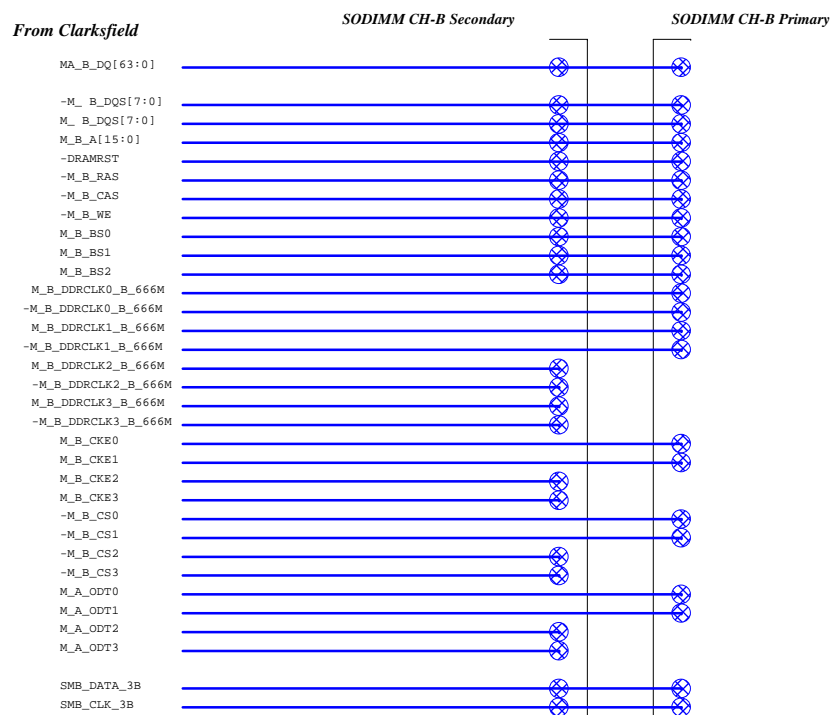 SODIMM CH-B Secondary
SODIMM CH-B Primary
From Clarksfield
MA_B_DQ[63:0]
-M_ B_DQS[7:0]
M_ B_DQS[7:0]
M_B_A[15:0]
-DRAMRST
-M_B_RAS
-M_B_CAS
-M_B_WE
M_B_BS0
M_B_BS1
M_B_BS2
M_B_DDRCLK0_B_666M
-M_B_DDRCLK0_B_666M
M_B_DDRCLK1_B_666M
-M_B_DDRCLK1_B_666M
M_B_DDRCLK2_B_666M
-M_B_DDRCLK2_B_666M
M_B_DDRCLK3_B_666M
-M_B_DDRCLK3_B_666M
M_B_CKE0
M_B_CKE1
M_B_CKE2
M_B_CKE3
-M_B_CS0
-M_B_CS1
-M_B_CS2
-M_B_CS3
M_A_ODT0
M_A_ODT1
M_A_ODT2
M_A_ODT3
SMB_DATA_3B
SMB_CLK_3B